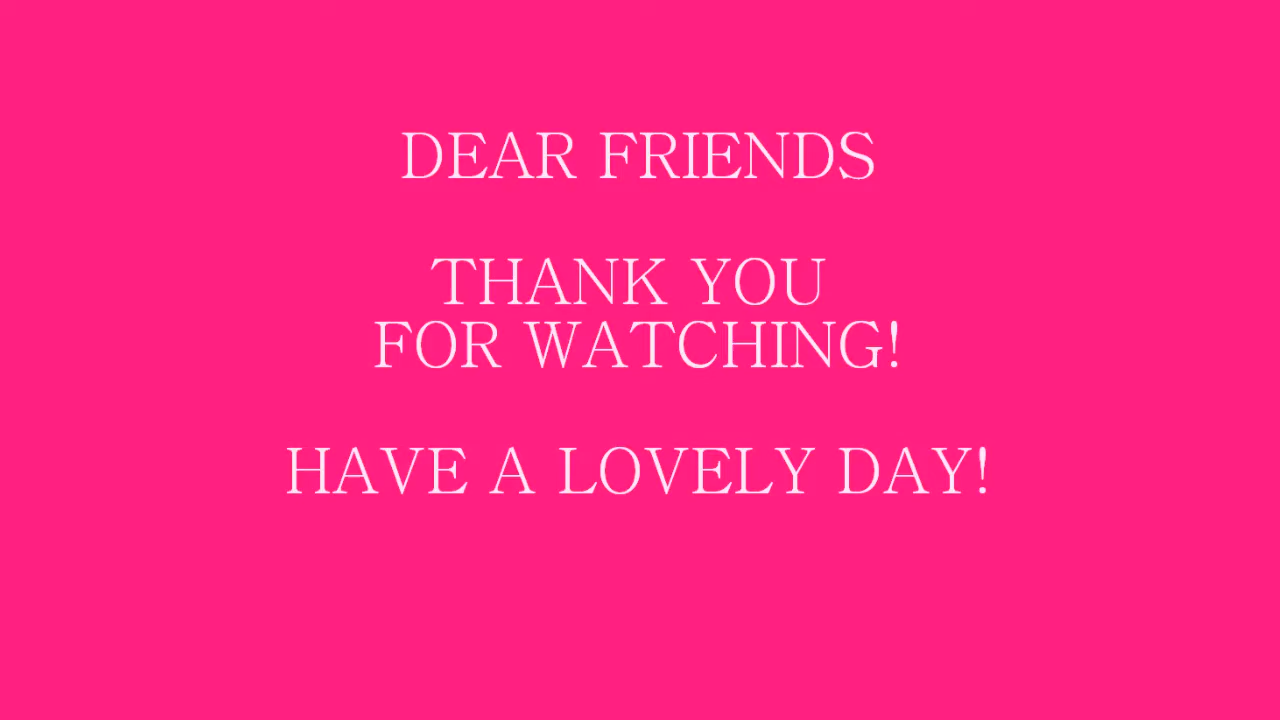 DEAR FRIENDS
THANK YOU
FOR WATCHING!
HAVE A LOVELY DAY!